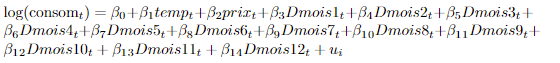 log(consom_t) = β_0+β_1temp_t+β_2prix_t+β_3Dmois1_t+β_4Dmois2_t+β_5Dmois3_t+
β_6Dmois4_t+β_7Dmois5_t+β_8Dmois6_t+β_9Dmois7_t+β_10Dmois8_t+β_11Dmois9_t+
β_12Dmois10_t + β_13Dmois11_t + β_14Dmois12_t + u_i